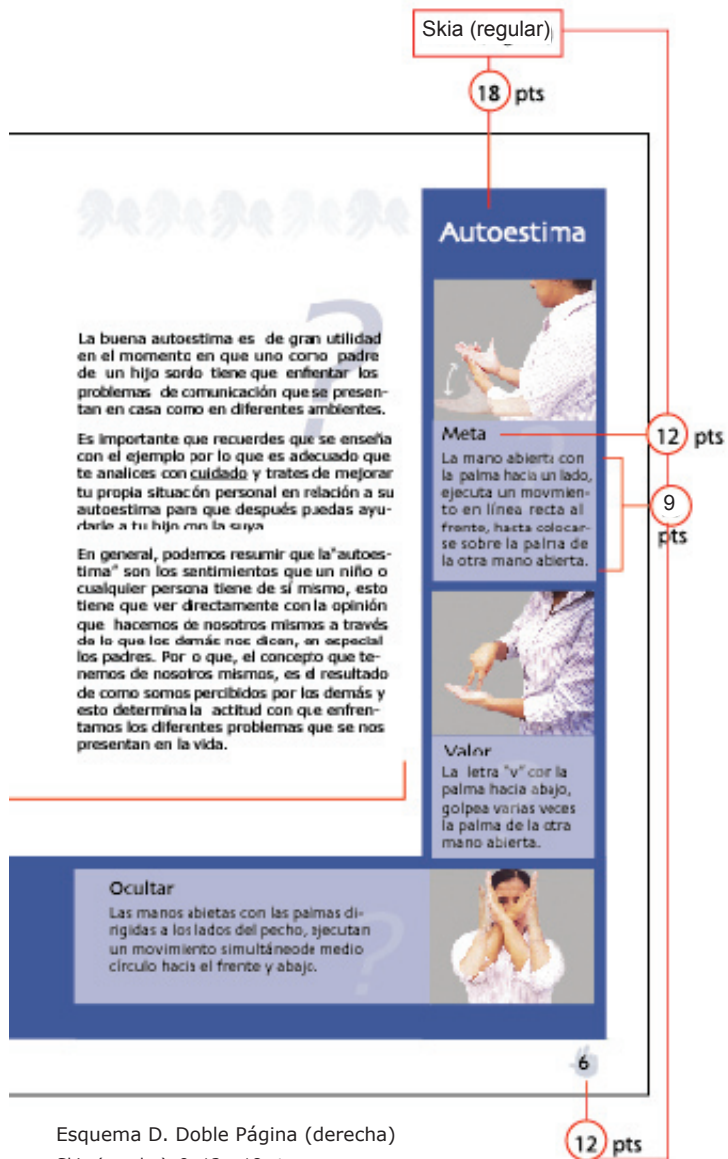 Skia (regular)
18 pts
Autoestima
La buena autoestima es de gran utilidad
en el momento en que uno como padre
de un hijo sordo tiene que enfrentar los
problemas de comunicación que se presen-
tan en casa como en diferentes ambientes.
Es importante que recuerdes que se enseña
con el ejemplo por lo que es adecuado que
te analices con cuidado y trates de mejorar
tu propia situacón personal en relación a su
autoestima para que después puedas ayu-
darle a tu hijo con la suya
En general, podemos resumir que la"autoes-
tima" son los sentimientos que un niño o
cualquier persona tiene de sí mismo, esto
tiene que ver directamente con la opinión
que hacemos de nosotros mismos a través
de lo que los demás nos dicen, en especial
los padres. Por o que, el concepto que te-
nemos de nosotros mismos, es el resultado
de como somos percibidos por los demás y
esto determina la actitud con que enfren-
tamos los diferentes problemas que se nos
presentan en la vida.
?
Meta
12 pts
La mano abierta con
la palma hacia un lado,
ejecuta un movmien-
to en línea recta al
frente, hasta colocar-
se sobre la palma de
la otra mano abierta.
9
pts
Valor
La letra "v" con la
palma hacia abajo,
golpea varias veces
la palma de la otra
mano abierta.
Ocultar
Las manos abietas con las palmas di-
rigidas a los lados del pecho, ejecutan
un movimiento simultáneode medio
círculo hacia el frente y abajo.
?
6
12 pts
Esquema D. Doble Página (derecha)